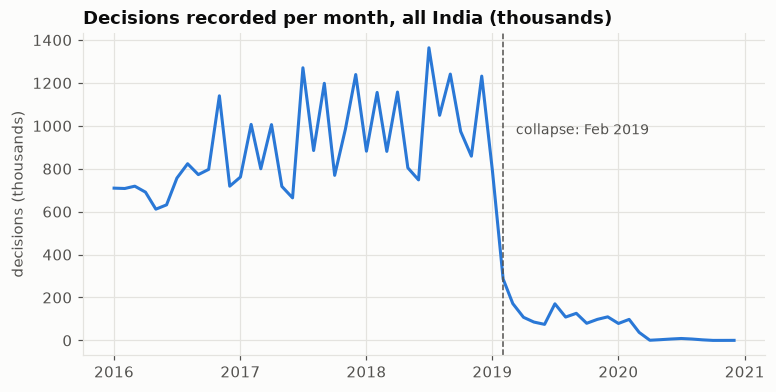 Decisions recorded per month, all India (thousands)
1400
1200
1000
800
600
400
200
0
decisions (thousands)
collapse: Feb 2019
2016 2017 2018 2019 2020 2021